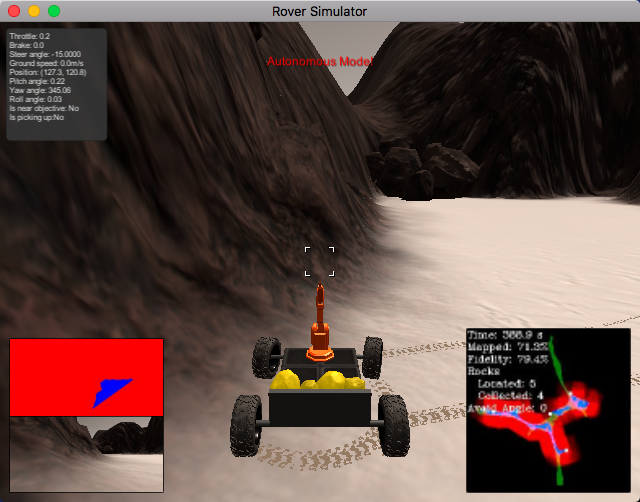 Rover Simulator
Throttle: 0.2
Brake: 0.0
Steer angle: -15.0000
Ground speed: 0.0m/s
Position: (127.3, 120.8)
Pitch angle: 0.22
Yaw angle: 345.06
Roll angle: 0.03
Is near objective: No
Is picking up:No
Autonomous Mode!
Time: 366.9 s
Mapped: 71.2%
Fidelity: 79.4%
Rocks
Located: 5
Collected: 4
Avoid Angle: 0